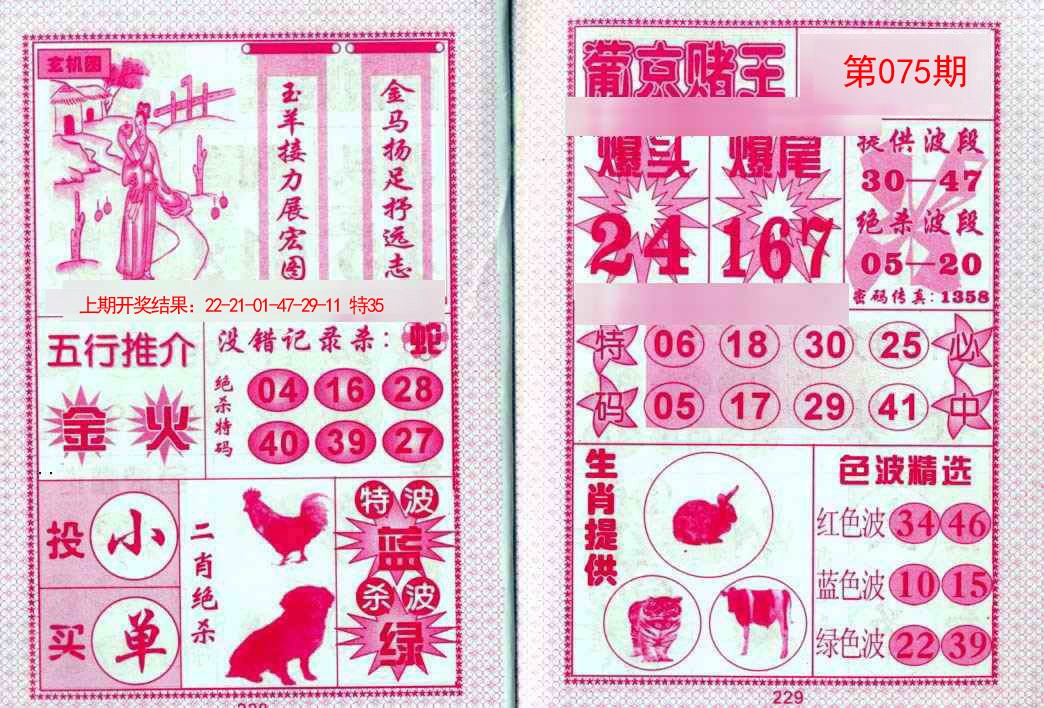 玄机图
金马扬足抒远志
玉羊接力展宏图
上期开奖结果：22-21-01-47-29-11 特35
五行推介
金 火
没错记录杀：蛇
绝杀特码
04 16 28
40 39 27
投 小
买 单
二肖绝杀
特波
蓝
杀波
绿
葡京赌王
第075期
爆头
24
爆尾
167
提供波段
30—47
绝杀波段
05—20
密码传真:1358
特码
06 18 30 25
05 17 29 41
必中
生肖提供
色波精选
红色波 34 46
蓝色波 10 15
绿色波 22 39
229